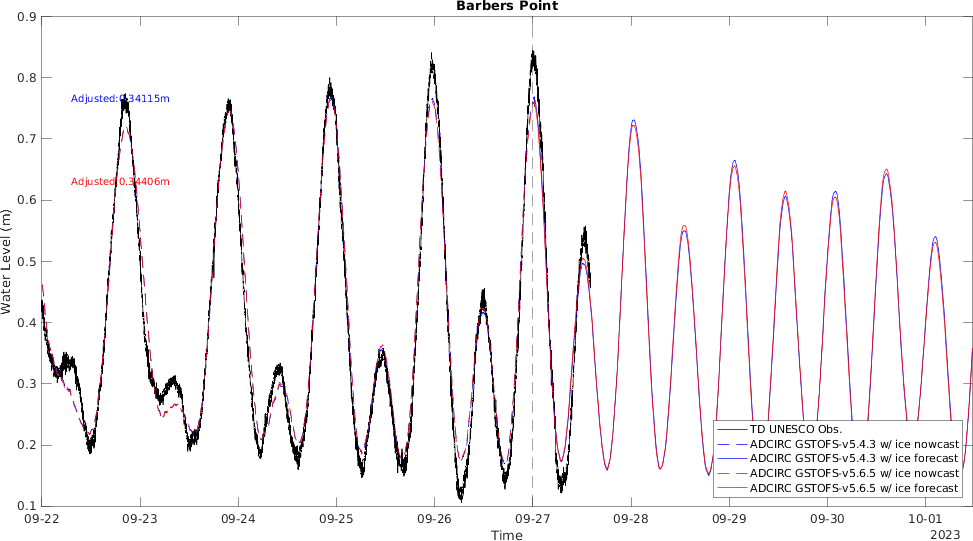 Barbers Point
0.9
0.8
0.7
0.6
0.5
0.4
0.3
0.2
0.1
Water Level (m)
Adjusted:0.34115m
Adjusted:0.34406m
TD UNESCO Obs.
ADCIRC GSTOFS-v5.4.3 w/ ice nowcast
ADCIRC GSTOFS-v5.4.3 w/ ice forecast
ADCIRC GSTOFS-v5.6.5 w/ ice nowcast
ADCIRC GSTOFS-v5.6.5 w/ ice forecast
09-22 09-23 09-24 09-25 09-26 09-27 09-28 09-29 09-30 10-01
Time
2023